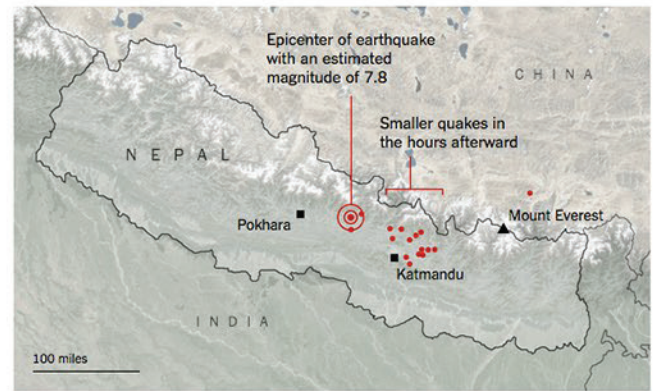 Epicenter of earthquake
with an estimated
magnitude of 7.8
CHINA
Smaller quakes in
the hours afterward
NEPAL
Pokhara
Mount Everest
Katmandu
INDIA
100 miles